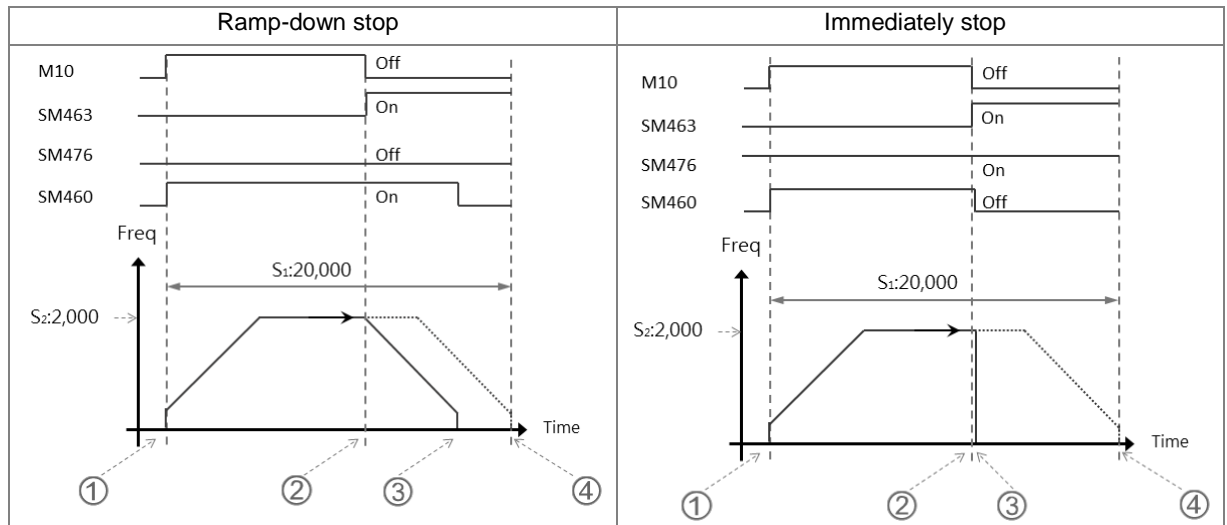 Ramp-down stop
M10
Off
SM463
On
SM476
Off
SM460
On
Freq
S1:20,000
S2:2,000
Time
① ② ③ ④
Immediately stop
M10
Off
SM463
On
SM476
On
SM460
Off
Freq
S1:20,000
S2:2,000
Time
① ② ③ ④